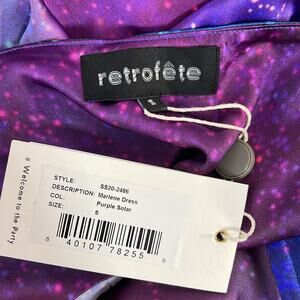 retrofête
S
# Welcome to the Party
STYLE: SS20-2486
DESCRIPTION: Marlene Dress
COL: Purple Solar
SIZE: S
8 40107 78255 9